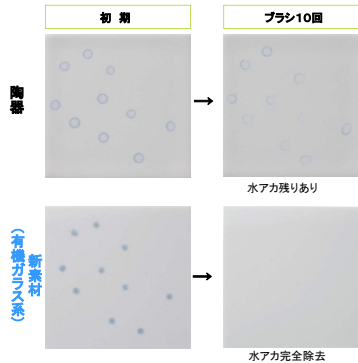 初 期
ブラシ10回
陶器
→
水アカ残りあり
新素材
（有機ガラス系）
→
水アカ完全除去